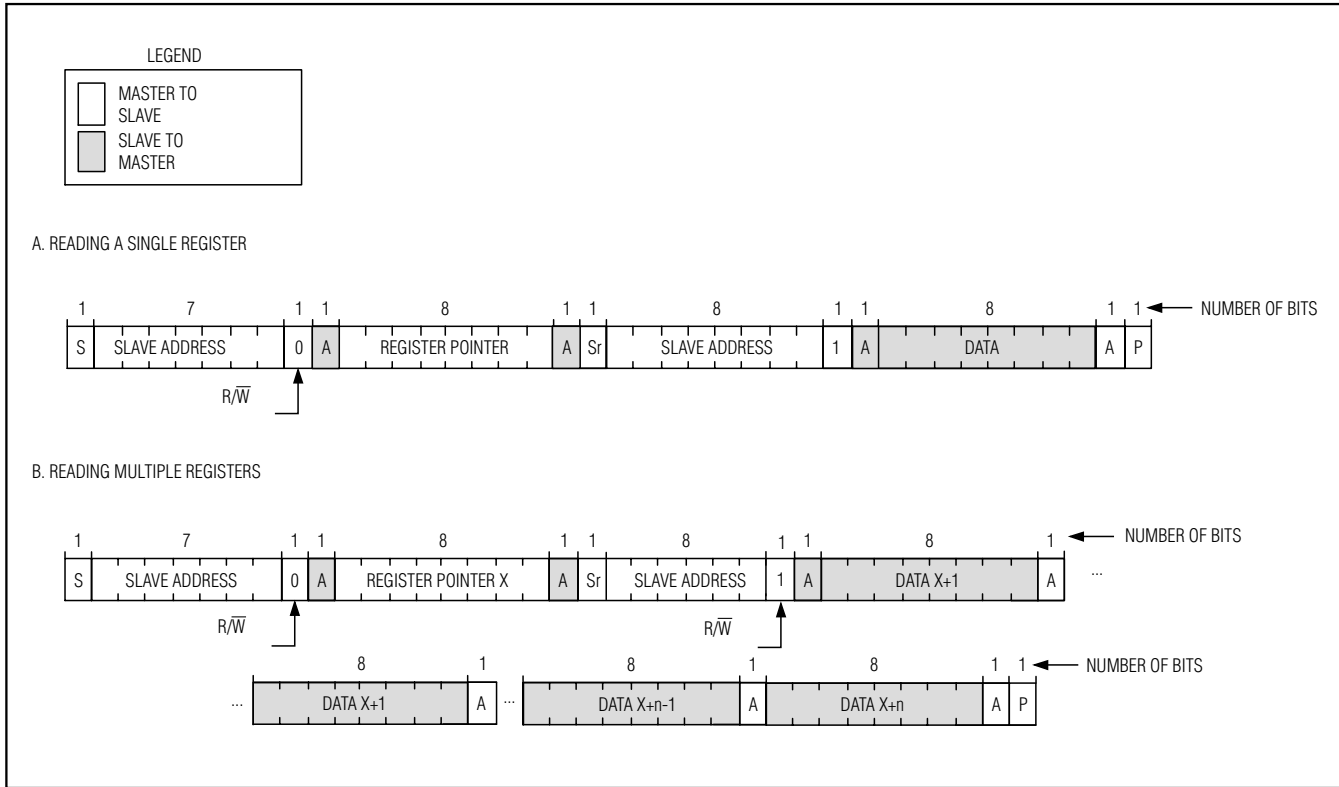 LEGEND
MASTER TO
SLAVE
SLAVE TO
MASTER
A. READING A SINGLE REGISTER
1 7 1 1 8 1 1 8 1 1 8 1 1 NUMBER OF BITS
S SLAVE ADDRESS 0 A REGISTER POINTER A Sr SLAVE ADDRESS 1 A DATA A P
R/W̅
B. READING MULTIPLE REGISTERS
1 7 1 1 8 1 1 8 1 1 8 1 NUMBER OF BITS
S SLAVE ADDRESS 0 A REGISTER POINTER X A Sr SLAVE ADDRESS 1 A DATA X+1 A ...
R/W̅ R/W̅
8 1 8 1 8 1 1 NUMBER OF BITS
... DATA X+1 A ... DATA X+n-1 A DATA X+n A P